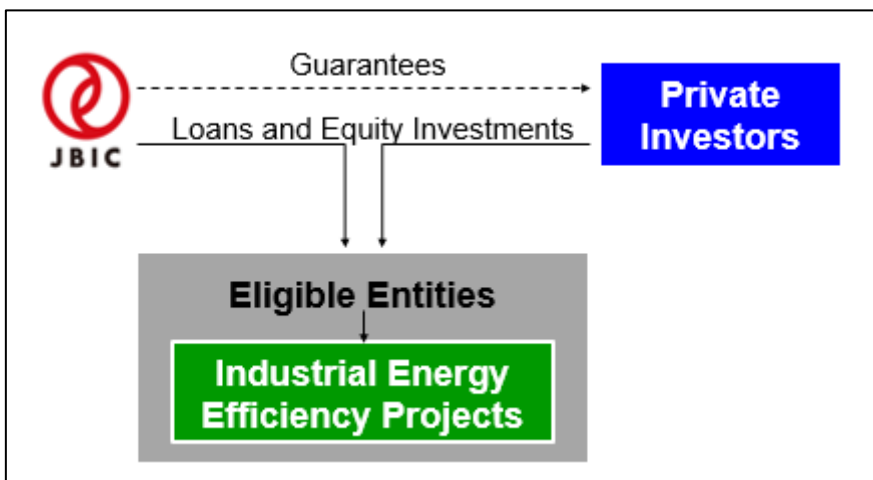 Guarantees
Private
Investors
Loans and Equity Investments
JBIC
Eligible Entities
Industrial Energy
Efficiency Projects